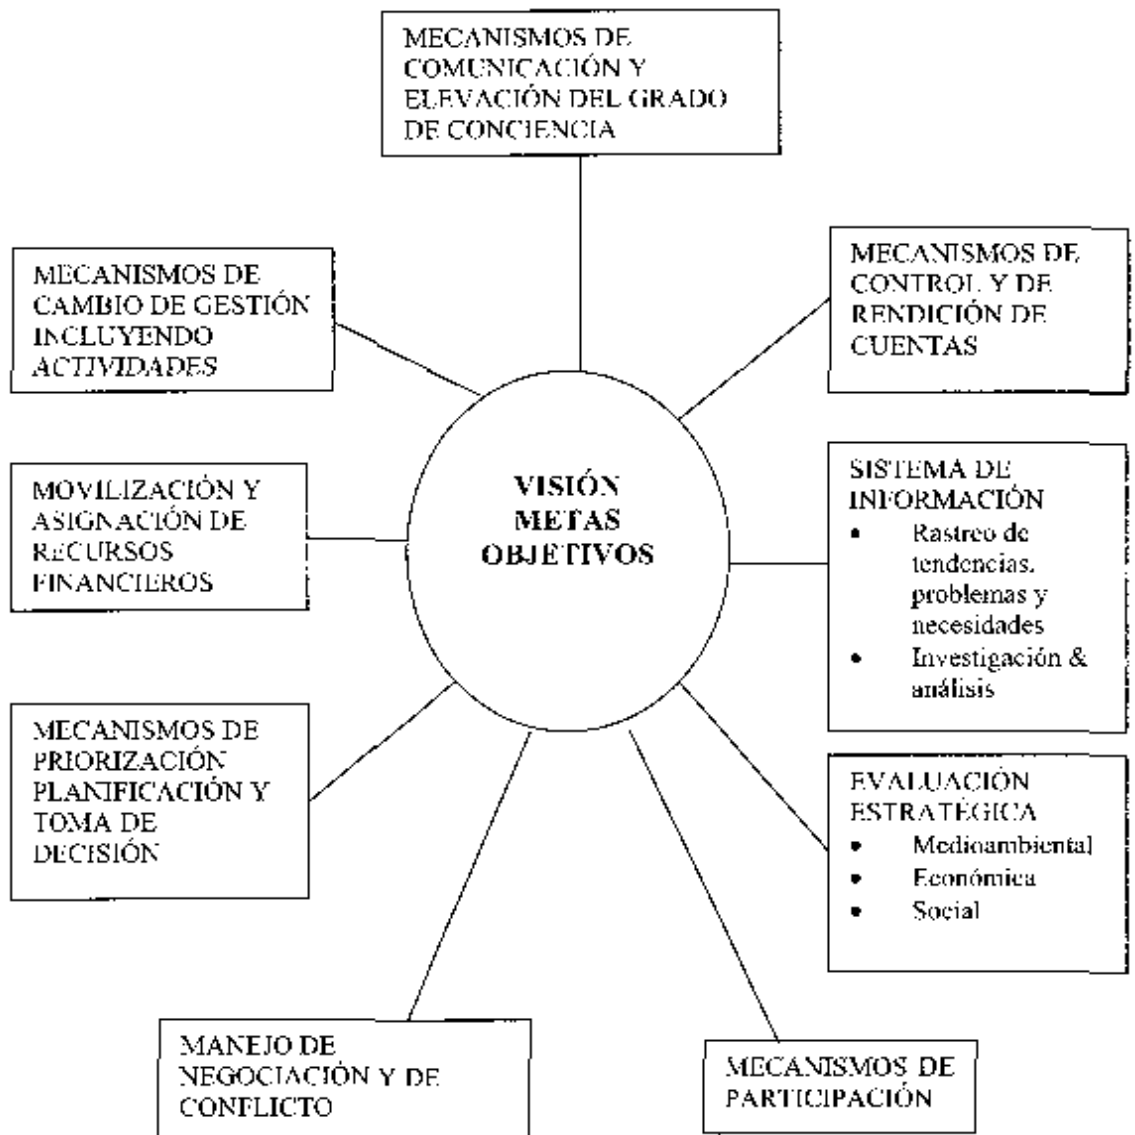 MECANISMOS DE
COMUNICACIÓN Y
ELEVACIÓN DEL GRADO
DE CONCIENCIA
MECANISMOS DE
CAMBIO DE GESTIÓN
INCLUYENDO
ACTIVIDADES
MECANISMOS DE
CONTROL Y DE
RENDICIÓN DE
CUENTAS
VISIÓN
METAS
OBJETIVOS
MOVILIZACIÓN Y
ASIGNACIÓN DE
RECURSOS
FINANCIEROS
SISTEMA DE
INFORMACIÓN
• Rastreo de
tendencias,
problemas y
necesidades
• Investigación &
análisis
MECANISMOS DE
PRIORIZACIÓN
PLANIFICACIÓN Y
TOMA DE
DECISIÓN
EVALUACIÓN
ESTRATÉGICA
• Medioambiental
• Económica
• Social
MANEJO DE
NEGOCIACIÓN Y DE
CONFLICTO
MECANISMOS DE
PARTICIPACIÓN